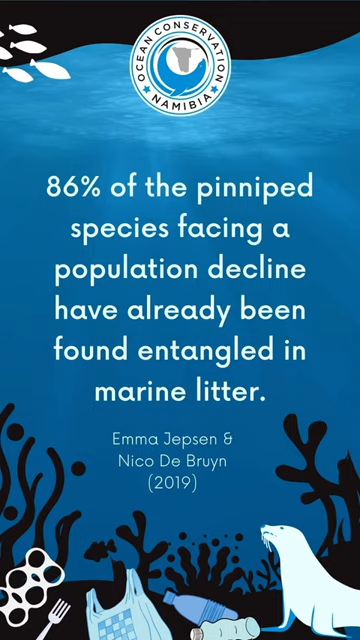 OCEAN CONSERVATION
NAMIBIA
86% of the pinniped
species facing a
population decline
have already been
found entangled in
marine litter.
Emma Jepsen &
Nico De Bruyn
(2019)